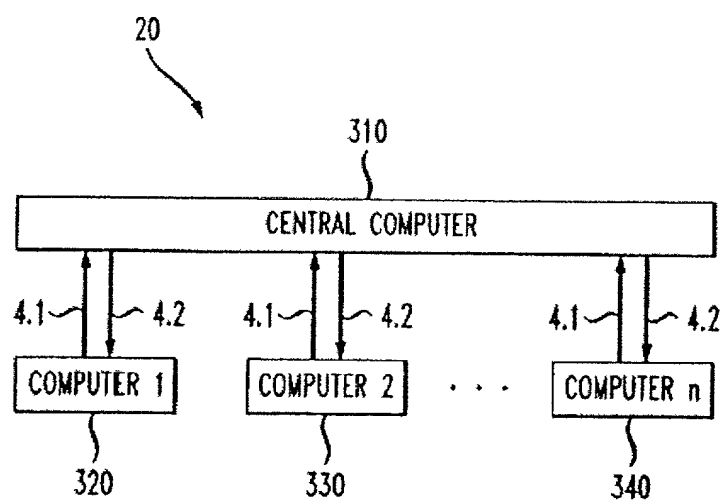 20
310
CENTRAL COMPUTER
4.1 4.2 4.1 4.2 4.1 4.2
COMPUTER 1 COMPUTER 2 . . . COMPUTER n
320 330 340